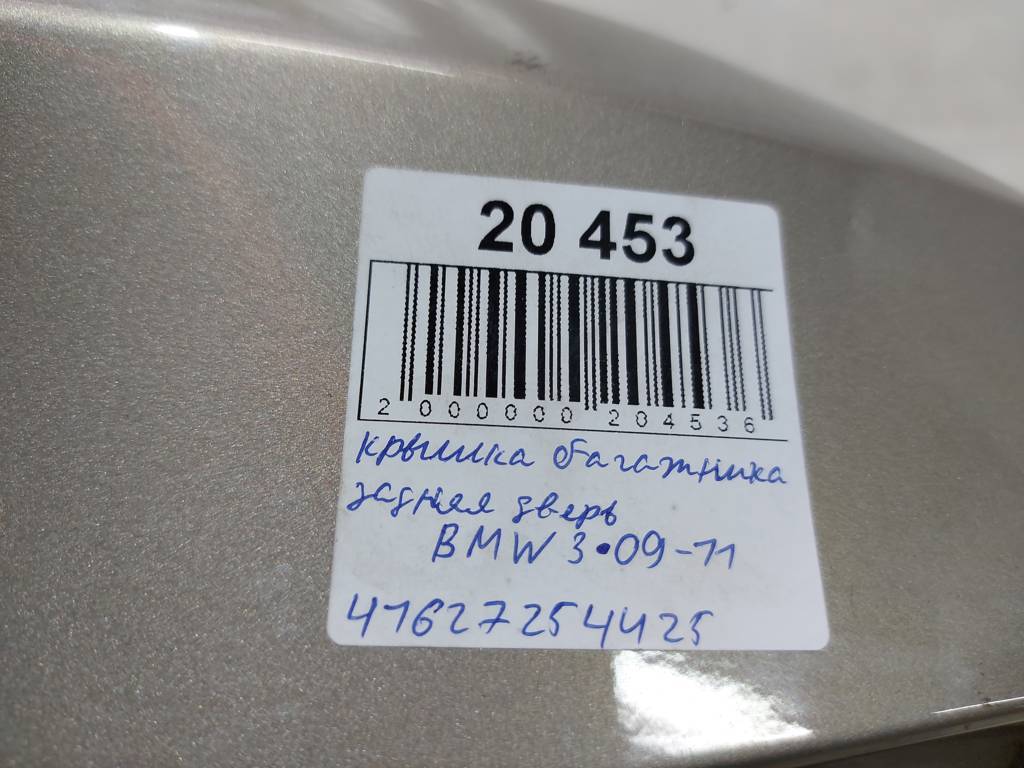 20 453
2 000000 204536
крышка багажника
задняя дверь
BMW 3•09-11
41627254425